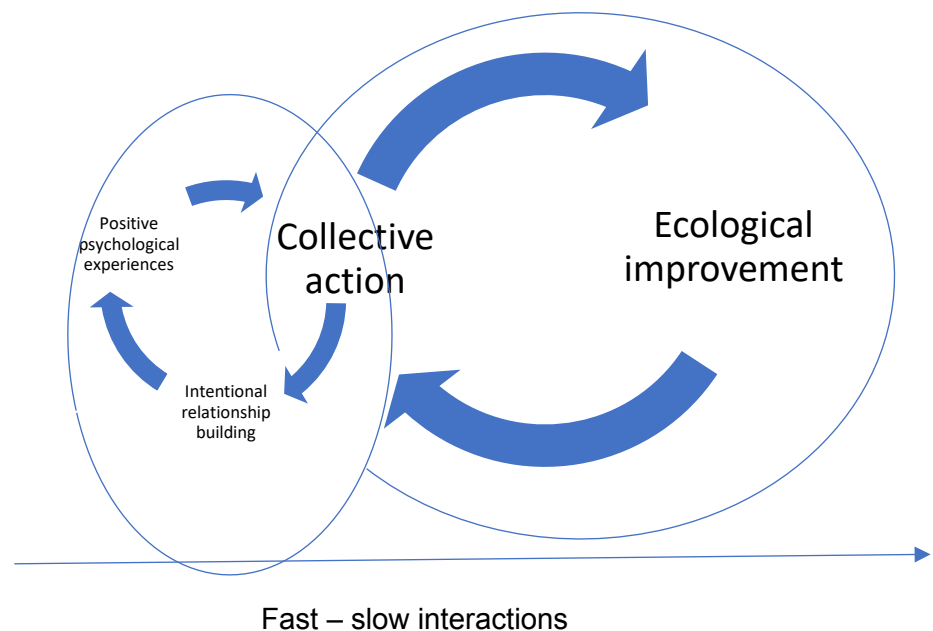 Positive
psychological
experiences
Collective
action
Ecological
improvement
Intentional
relationship
building
Fast – slow interactions